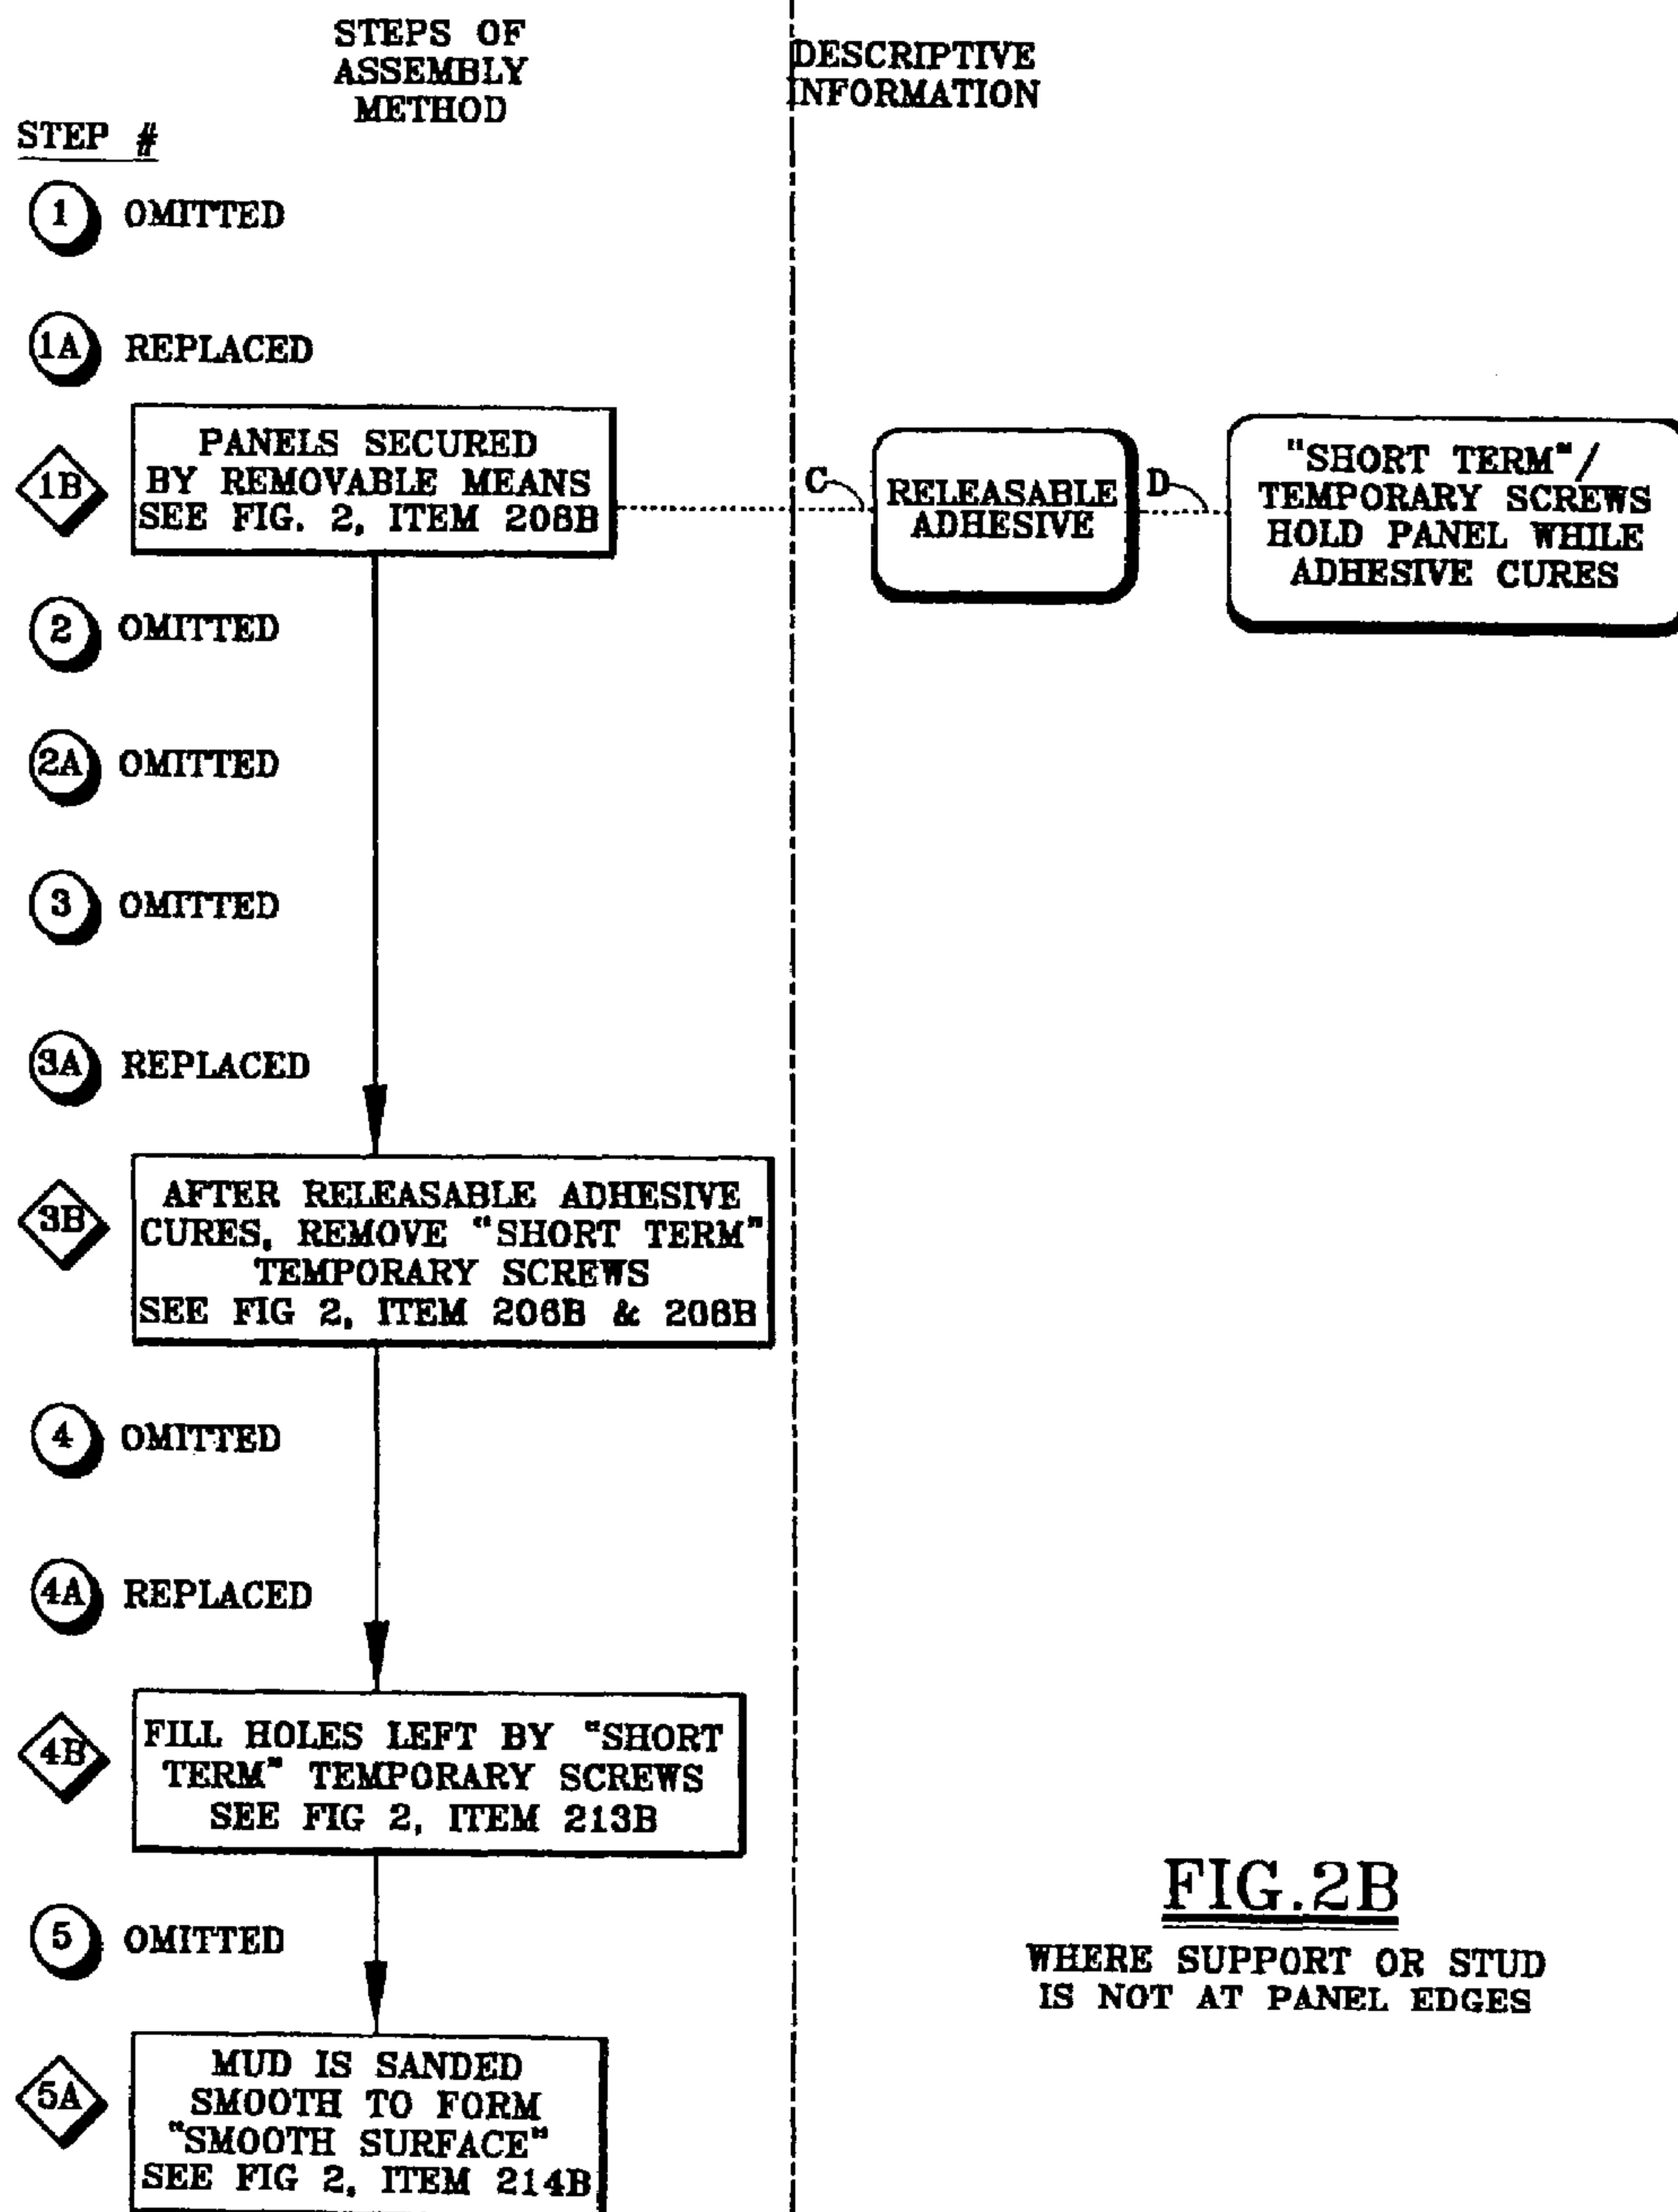 STEPS OF
ASSEMBLY
METHOD
DESCRIPTIVE
INFORMATION
STEP #
1 OMITTED
1A REPLACED
1B
PANELS SECURED
BY REMOVABLE MEANS
SEE FIG. 2, ITEM 208B
C
RELEASABLE
ADHESIVE
D
"SHORT TERM"/
TEMPORARY SCREWS
HOLD PANEL WHILE
ADHESIVE CURES
2 OMITTED
2A OMITTED
3 OMITTED
3A REPLACED
3B
AFTER RELEASABLE ADHESIVE
CURES, REMOVE "SHORT TERM"
TEMPORARY SCREWS
SEE FIG 2, ITEM 206B & 208B
4 OMITTED
4A REPLACED
4B
FILL HOLES LEFT BY "SHORT
TERM" TEMPORARY SCREWS
SEE FIG 2, ITEM 213B
5 OMITTED
5A
MUD IS SANDED
SMOOTH TO FORM
"SMOOTH SURFACE"
SEE FIG 2, ITEM 214B
FIG.2B
WHERE SUPPORT OR STUD
IS NOT AT PANEL EDGES